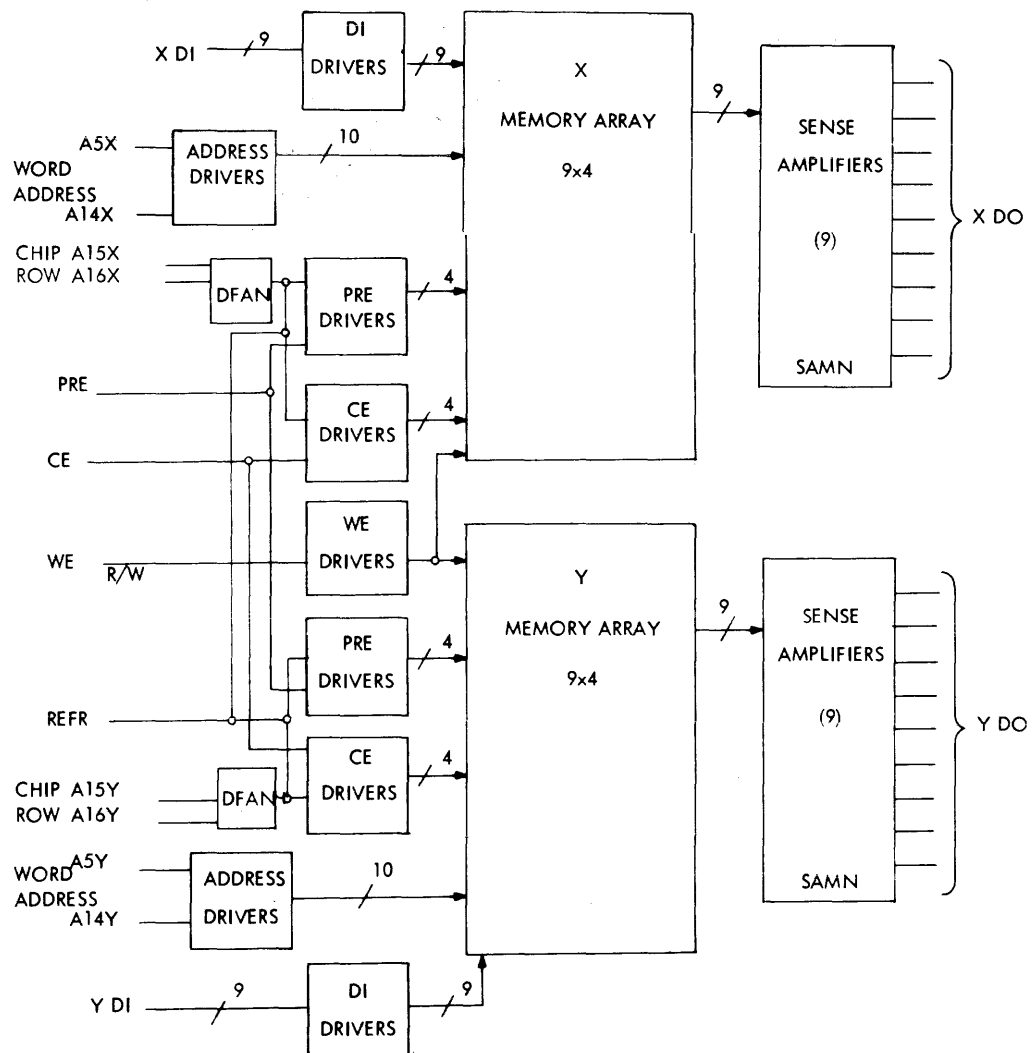 X DI
9
DI
DRIVERS
9
X
MEMORY ARRAY
9x4
9
SENSE
AMPLIFIERS
(9)
SAMN
X DO
A5X
WORD
ADDRESS
A14X
ADDRESS
DRIVERS
10
CHIP A15X
ROW A16X
DFAN
PRE
DRIVERS
4
PRE
CE
DRIVERS
4
CE
WE
DRIVERS
WE
R/W
Y
MEMORY ARRAY
9x4
9
SENSE
AMPLIFIERS
(9)
SAMN
Y DO
PRE
DRIVERS
4
REFR
CE
DRIVERS
4
CHIP A15Y
ROW A16Y
DFAN
A5Y
WORD
ADDRESS
A14Y
ADDRESS
DRIVERS
10
Y DI
9
DI
DRIVERS
9